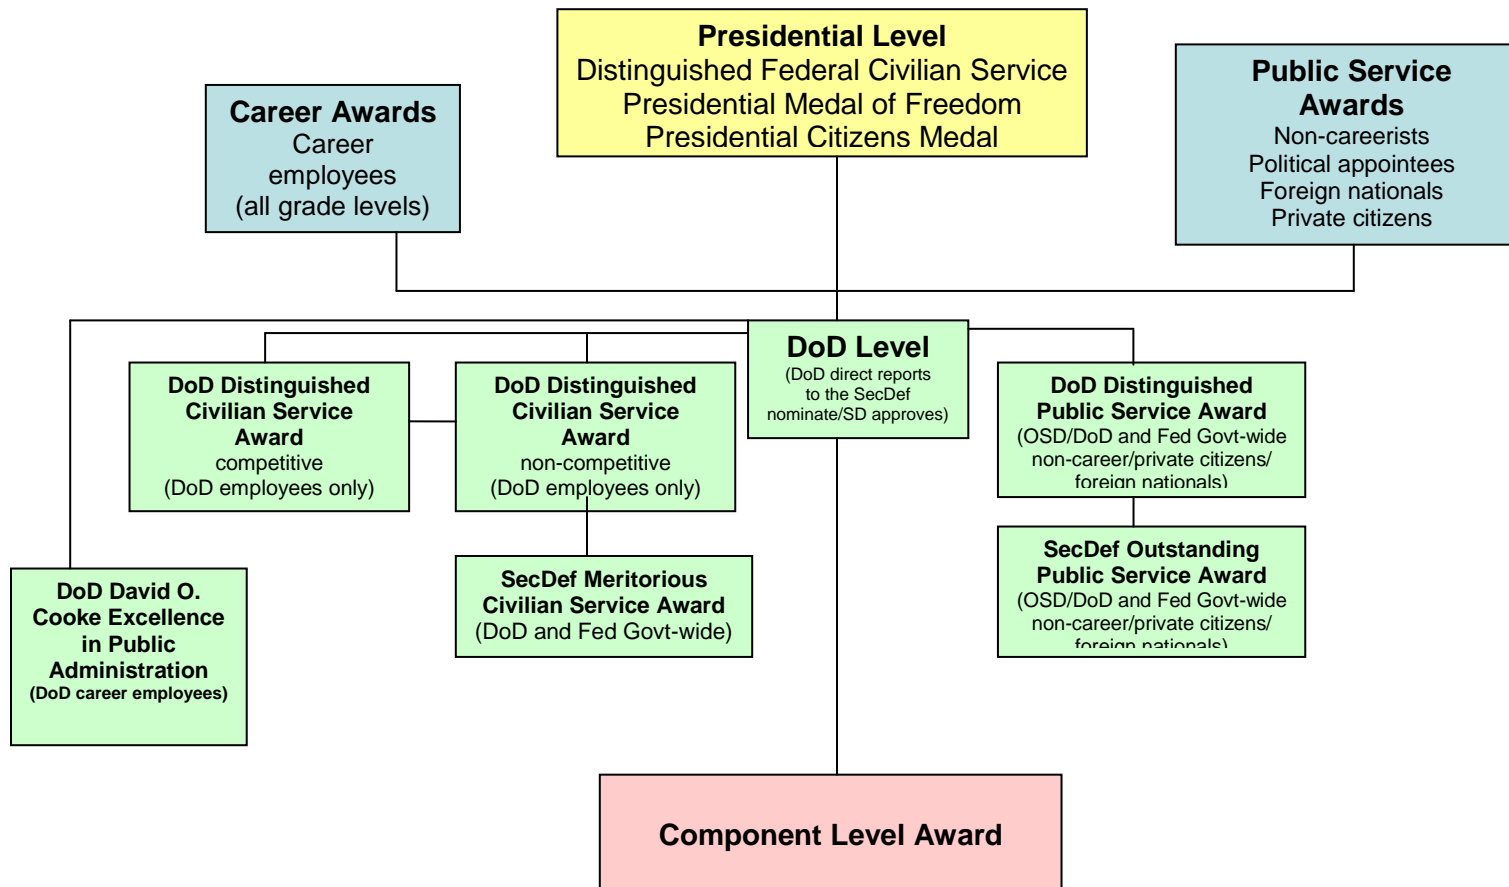 Presidential Level
Distinguished Federal Civilian Service
Presidential Medal of Freedom
Presidential Citizens Medal
Career Awards
Career
employees
(all grade levels)
Public Service
Awards
Non-careerists
Political appointees
Foreign nationals
Private citizens
DoD Level
(DoD direct reports
to the SecDef
nominate/SD approves)
DoD Distinguished
Civilian Service
Award
competitive
(DoD employees only)
DoD Distinguished
Civilian Service
Award
non-competitive
(DoD employees only)
DoD Distinguished
Public Service Award
(OSD/DoD and Fed Govt-wide
non-career/private citizens/
foreign nationals)
DoD David O.
Cooke Excellence
in Public
Administration
(DoD career employees)
SecDef Meritorious
Civilian Service Award
(DoD and Fed Govt-wide)
SecDef Outstanding
Public Service Award
(OSD/DoD and Fed Govt-wide
non-career/private citizens/
foreign nationals)
Component Level Award